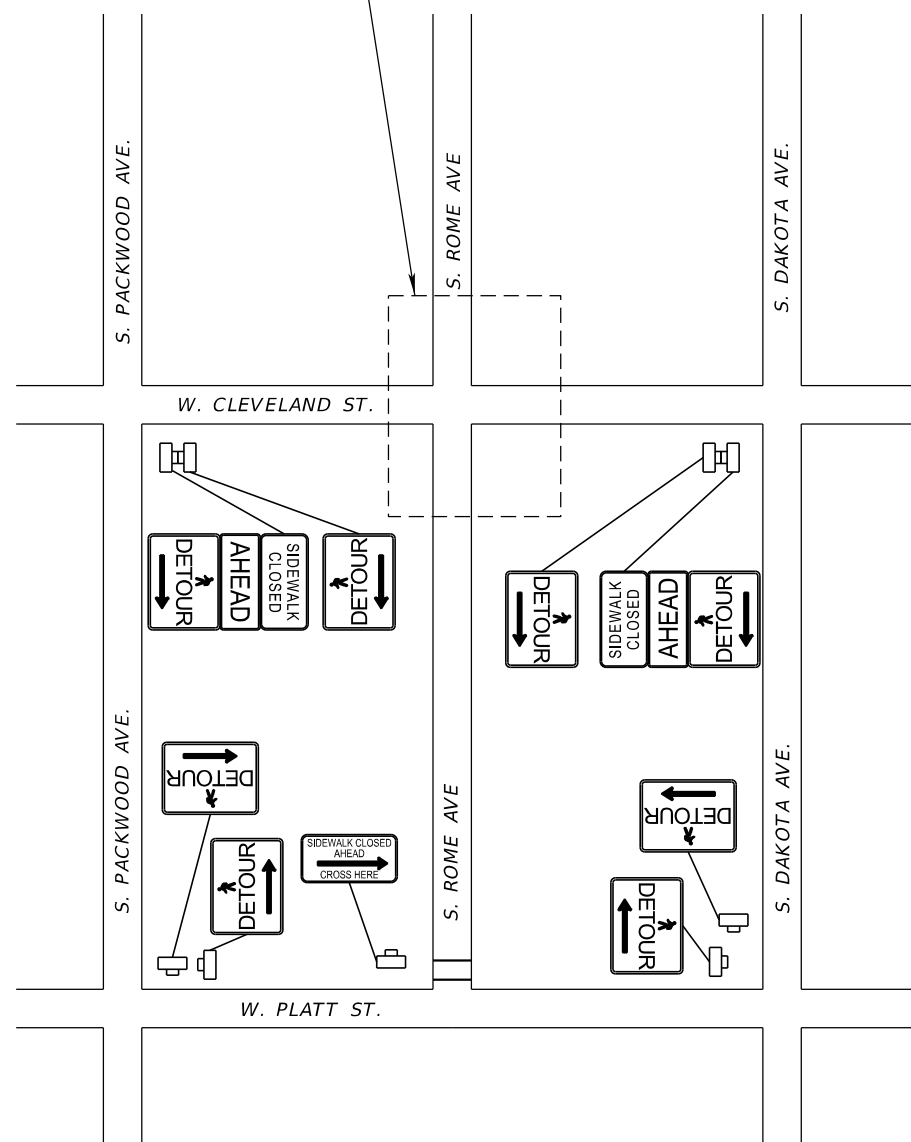 S. PACKWOOD AVE.
S. ROME AVE
S. DAKOTA AVE.
W. CLEVELAND ST.
DETOUR
AHEAD
SIDEWALK
CLOSED
DETOUR
DETOUR
SIDEWALK
CLOSED
AHEAD
DETOUR
S. PACKWOOD AVE.
DETOUR
DETOUR
SIDEWALK CLOSED
AHEAD
CROSS HERE
S. ROME AVE
DETOUR
DETOUR
S. DAKOTA AVE.
W. PLATT ST.